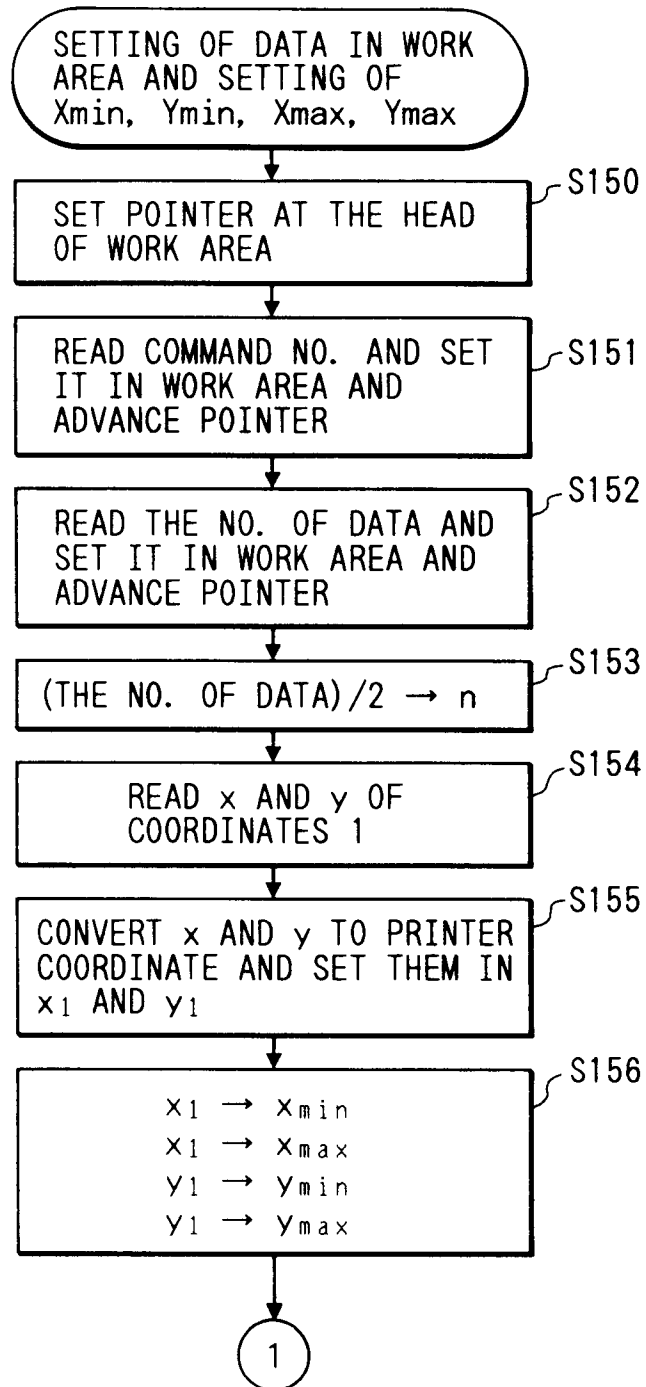 SETTING OF DATA IN WORK
AREA AND SETTING OF
Xmin, Ymin, Xmax, Ymax
S150
SET POINTER AT THE HEAD
OF WORK AREA
S151
READ COMMAND NO. AND SET
IT IN WORK AREA AND
ADVANCE POINTER
S152
READ THE NO. OF DATA AND
SET IT IN WORK AREA AND
ADVANCE POINTER
S153
(THE NO. OF DATA)/2 → n
S154
READ x AND y OF
COORDINATES 1
S155
CONVERT x AND y TO PRINTER
COORDINATE AND SET THEM IN
x1 AND y1
S156
x1 → xmin
x1 → xmax
y1 → ymin
y1 → ymax
1